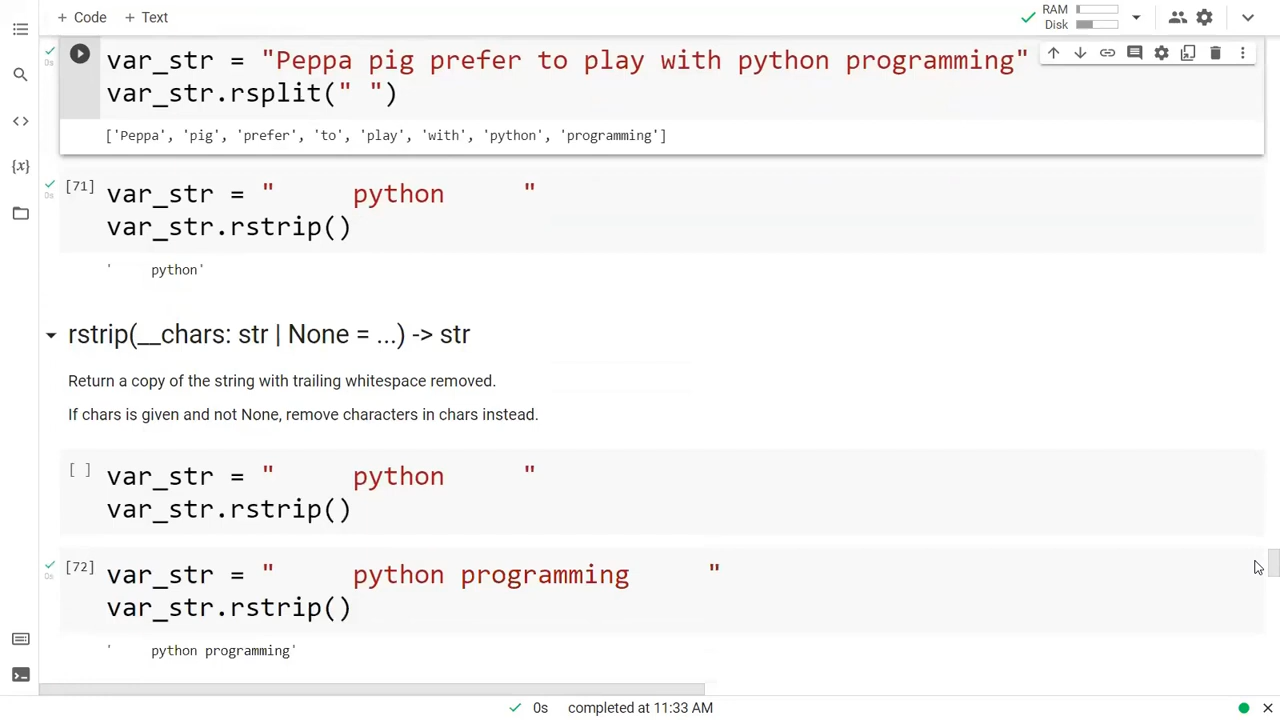 + Code + Text
RAM
Disk
var_str = "Peppa pig prefer to play with python programming"
var_str.rsplit(" ")
0s
['Peppa', 'pig', 'prefer', 'to', 'play', 'with', 'python', 'programming']
[71]
var_str = "     python     "
0s
var_str.rstrip()
'     python'
rstrip(__chars: str | None = ...) -> str
Return a copy of the string with trailing whitespace removed.
If chars is given and not None, remove characters in chars instead.
[ ]
var_str = "     python     "
var_str.rstrip()
[72]
var_str = "     python programming     "
0s
var_str.rstrip()
'     python programming'
0s completed at 11:33 AM